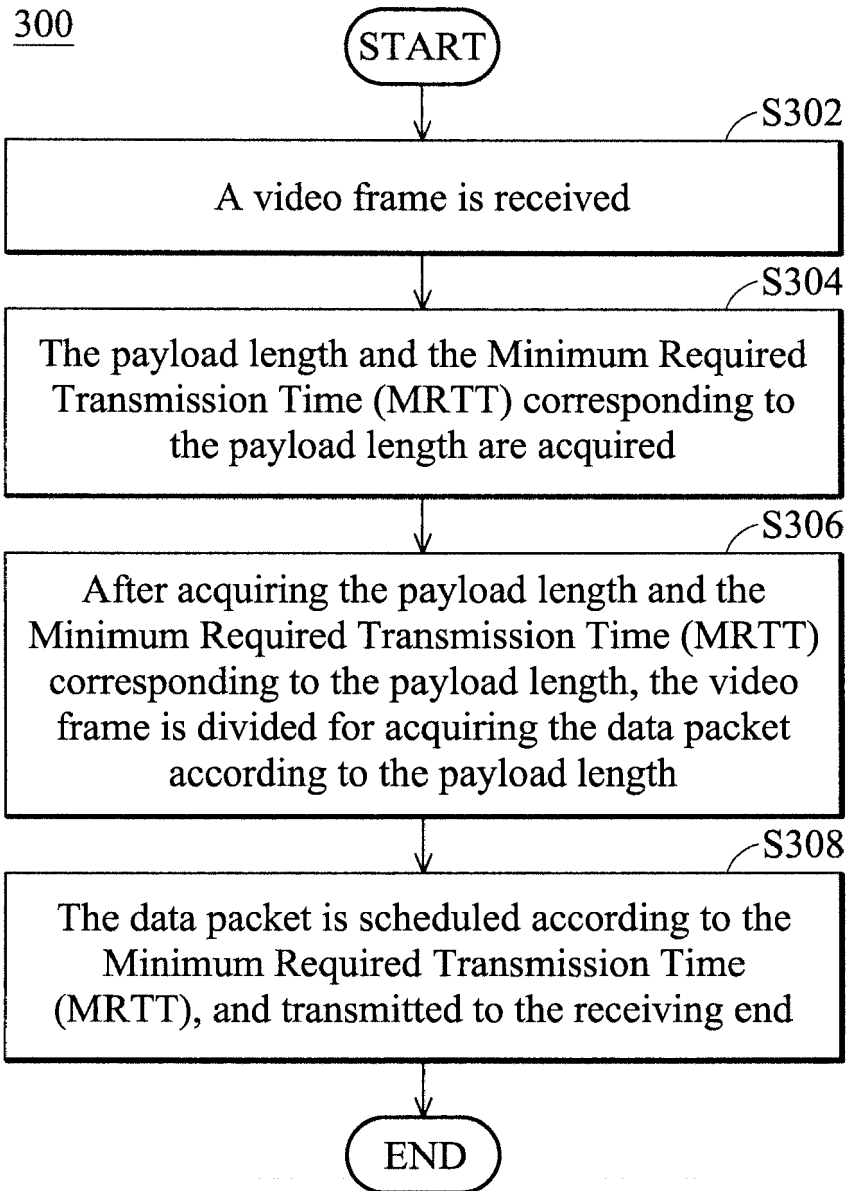 300
START
S302
A video frame is received
S304
The payload length and the Minimum Required
Transmission Time (MRTT) corresponding to
the payload length are acquired
S306
After acquiring the payload length and the
Minimum Required Transmission Time (MRTT)
corresponding to the payload length, the video
frame is divided for acquiring the data packet
according to the payload length
S308
The data packet is scheduled according to the
Minimum Required Transmission Time
(MRTT), and transmitted to the receiving end
END